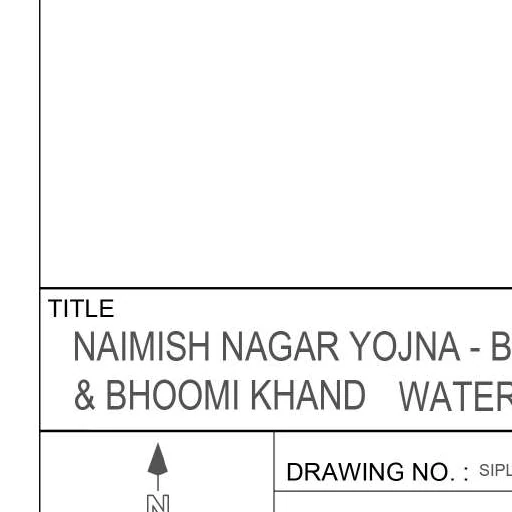 TITLE
NAIMISH NAGAR YOJNA - B
& BHOOMI KHAND WATER
DRAWING NO. : SIPL
N